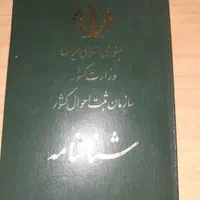 جمهوری اسلامی ایران
وزارت کشور
سازمان ثبت احوال کشور
شناسنامه